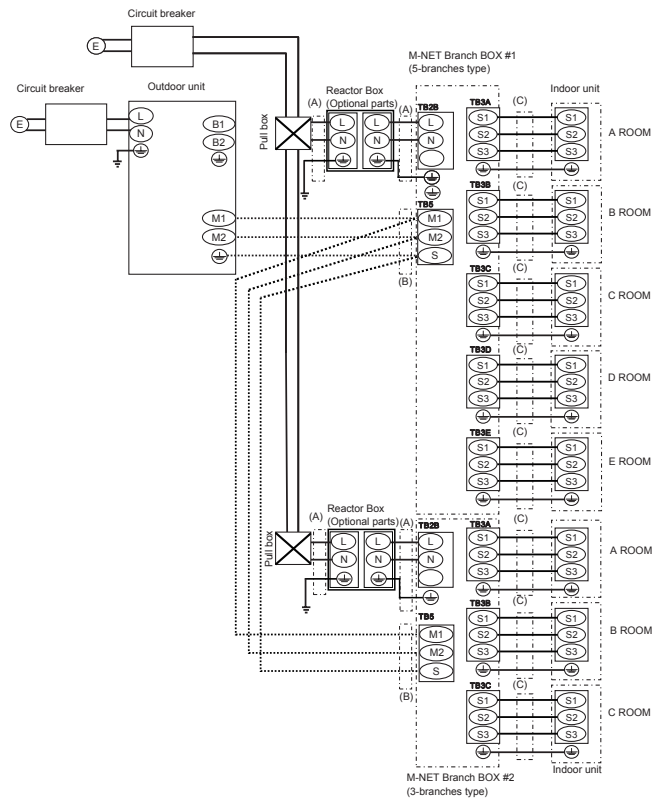 Circuit breaker
E
M-NET Branch BOX #1
(5-branches type)
Circuit breaker
Outdoor unit
Reactor Box
(Optional parts)
Indoor unit
(A)
(A)
TB2B
TB3A
(C)
E
L
N
B1
B2
Pull box
L
N
L
N
L
N
S1
S2
S3
S1
S2
S3
A ROOM
TB3B
(C)
S1
S2
S3
S1
S2
S3
B ROOM
TB5
M1
M2
M1
M2
S
(B)
TB3C
(C)
S1
S2
S3
S1
S2
S3
C ROOM
TB3D
(C)
S1
S2
S3
S1
S2
S3
D ROOM
TB3E
(C)
S1
S2
S3
S1
S2
S3
E ROOM
Reactor Box
(Optional parts)
(A)
(A)
TB2B
TB3A
(C)
Pull box
L
N
L
N
L
N
S1
S2
S3
S1
S2
S3
A ROOM
TB3B
(C)
S1
S2
S3
S1
S2
S3
B ROOM
TB5
M1
M2
S
(B)
TB3C
(C)
S1
S2
S3
S1
S2
S3
C ROOM
Indoor unit
M-NET Branch BOX #2
(3-branches type)